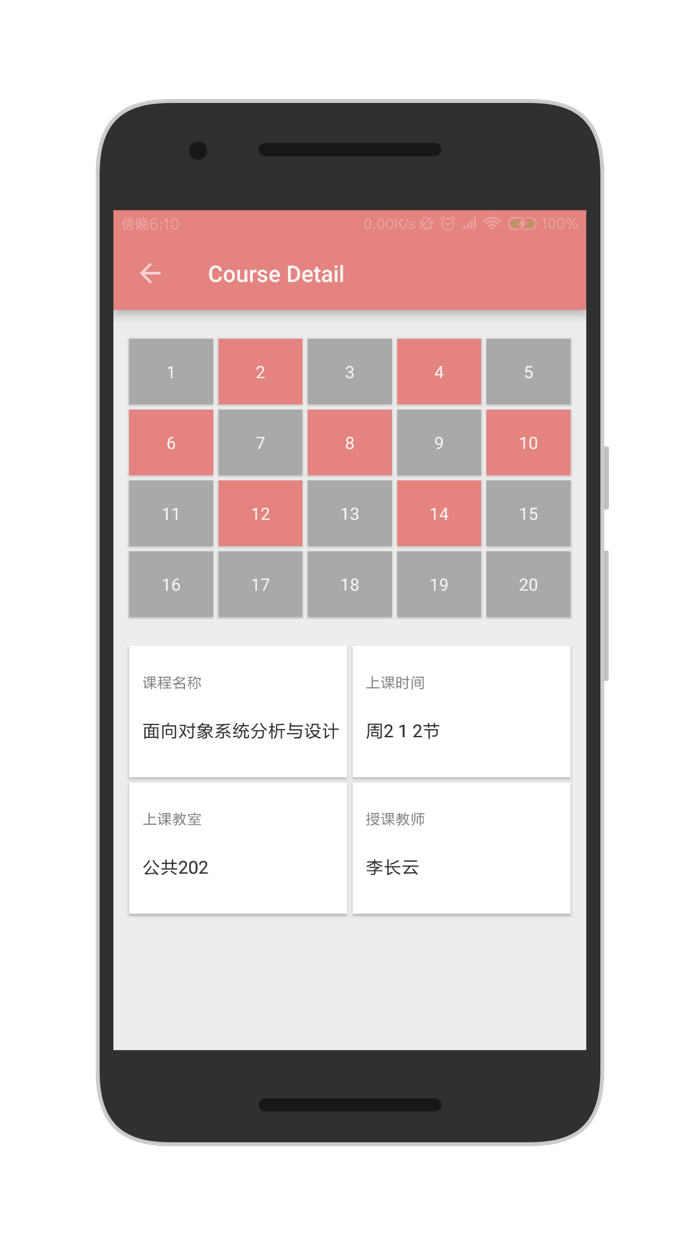 傍晚6:10 0.00K/s 100%
Course Detail
1 2 3 4 5
6 7 8 9 10
11 12 13 14 15
16 17 18 19 20
课程名称 上课时间
面向对象系统分析与设计 周2 1 2节
上课教室 授课教师
公共202 李长云